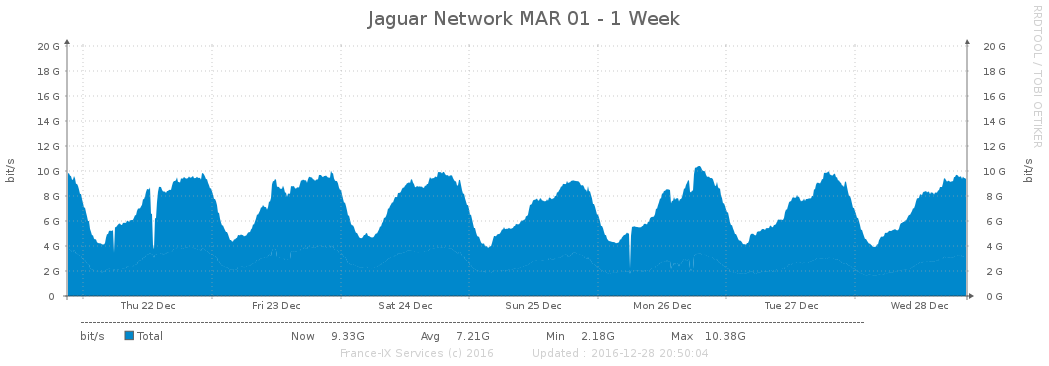 Jaguar Network MAR 01 - 1 Week
RRDTOOL / TOBI OETIKER
bit/s
20 G 20 G
18 G 18 G
16 G 16 G
14 G 14 G
12 G 12 G
10 G 10 G
8 G 8 G
6 G 6 G
4 G 4 G
2 G 2 G
0 0 G
bit/s
Thu 22 Dec Fri 23 Dec Sat 24 Dec Sun 25 Dec Mon 26 Dec Tue 27 Dec Wed 28 Dec
bit/s Total Now 9.33G Avg 7.21G Min 2.18G Max 10.38G
France-IX Services (c) 2016 Updated : 2016-12-28 20:50:04